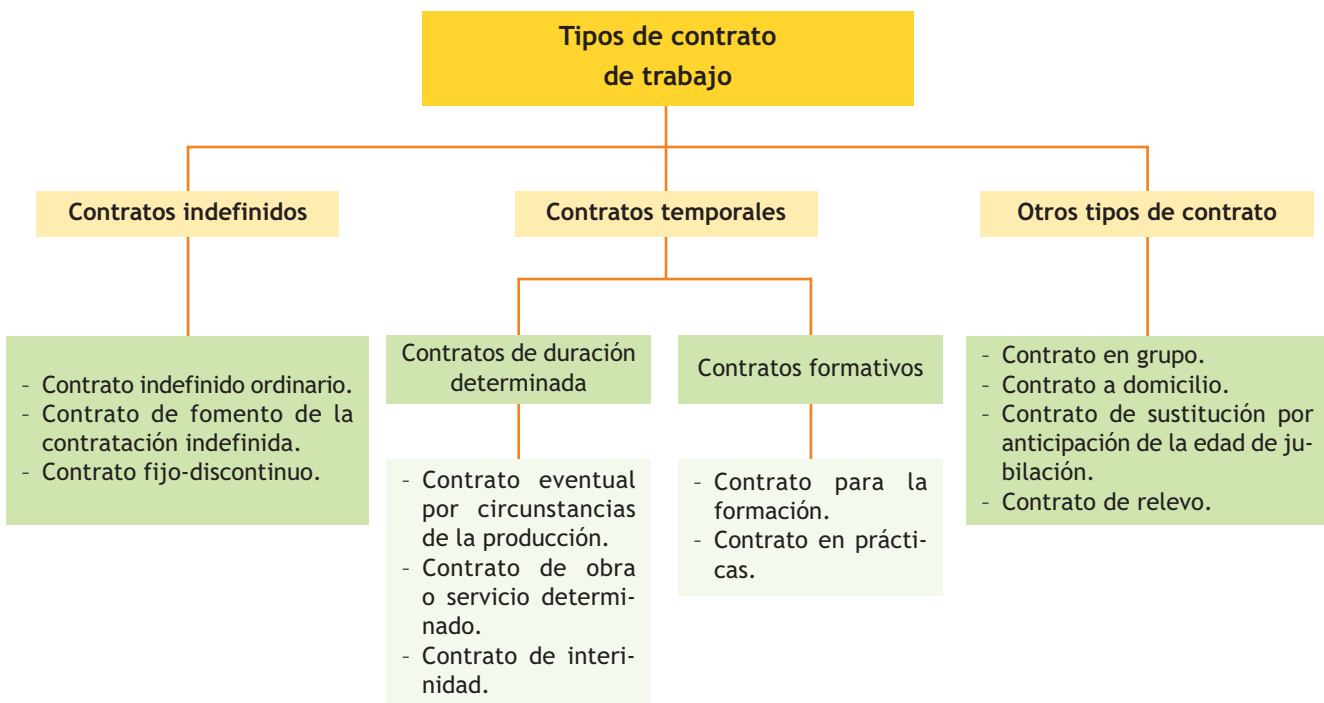 Tipos de contrato
de trabajo
Contratos indefinidos
Contratos temporales
Otros tipos de contrato
- Contrato indefinido ordinario.
- Contrato de fomento de la
contratación indefinida.
- Contrato fijo-discontinuo.
Contratos de duración
determinada
- Contrato eventual
por circunstancias
de la producción.
- Contrato de obra
o servicio determi-
nado.
- Contrato de interi-
nidad.
Contratos formativos
- Contrato para la
formación.
- Contrato en prácti-
cas.
- Contrato en grupo.
- Contrato a domicilio.
- Contrato de sustitución por
anticipación de la edad de ju-
bilación.
- Contrato de relevo.